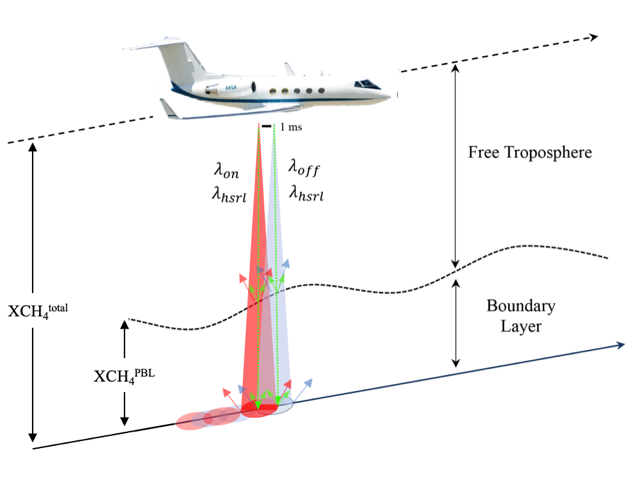 1 ms
λon
λhsrl
λoff
λhsrl
Free Troposphere
Boundary
Layer
XCH4total
XCH4PBL